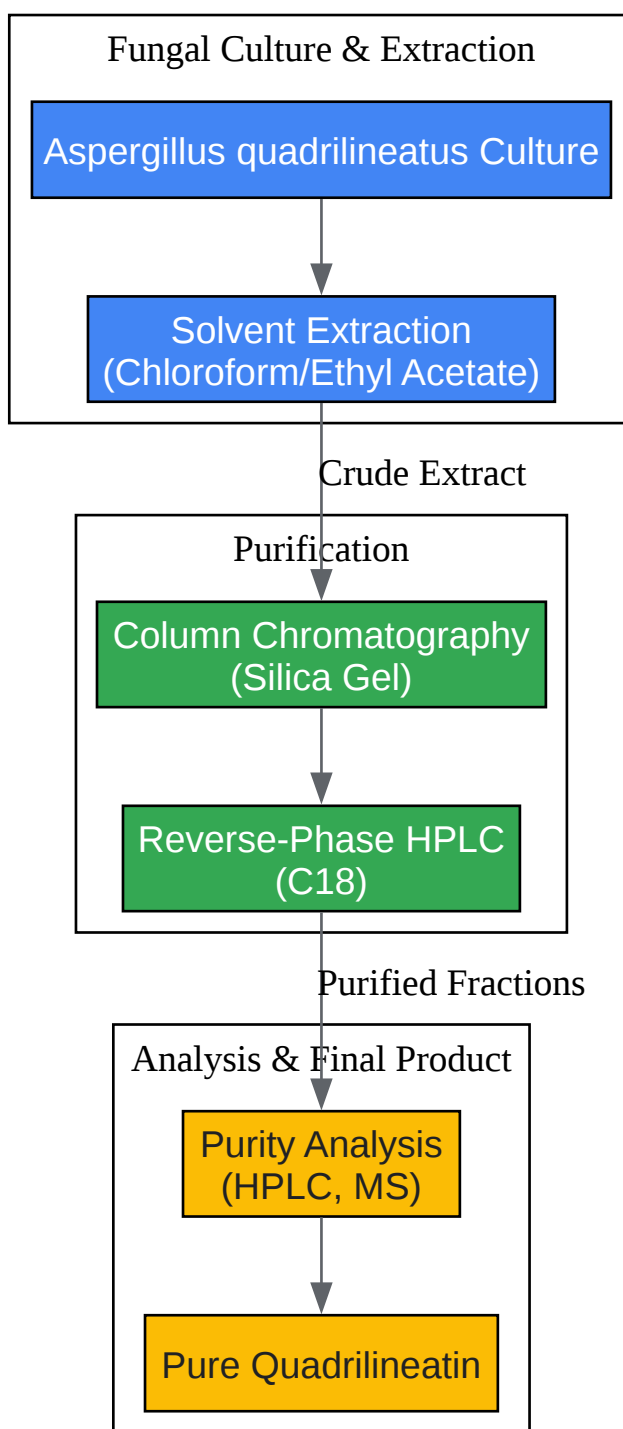 Fungal Culture & Extraction
Aspergillus quadrilineatus Culture
Solvent Extraction
(Chloroform/Ethyl Acetate)
Crude Extract
Purification
Column Chromatography
(Silica Gel)
Reverse-Phase HPLC
(C18)
Purified Fractions
Analysis & Final Product
Purity Analysis
(HPLC, MS)
Pure Quadrilineatin